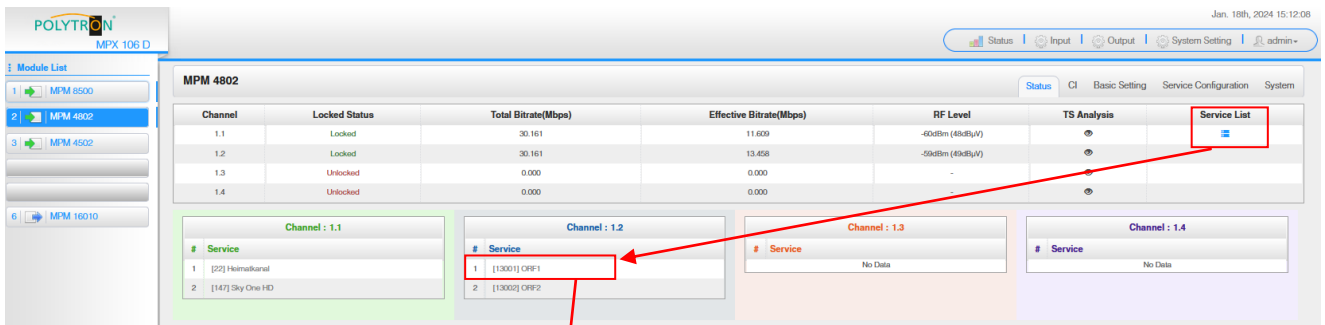 Jan. 18th, 2024 15:12:08
POLYTRON
MPX 106 D
Status Input Output System Setting admin
Module List
1 MPM 8500
2 MPM 4802
3 MPM 4502
6 MPM 16010
MPM 4802
Status CI Basic Setting Service Configuration System
Channel Locked Status Total Bitrate(Mbps) Effective Bitrate(Mbps) RF Level TS Analysis Service List
1.1 Locked 30.161 11.609 -60dBm (48dBµV)
1.2 Locked 30.161 13.458 -59dBm (49dBµV)
1.3 Unlocked 0.000 0.000 -
1.4 Unlocked 0.000 0.000 -
Channel : 1.1
# Service
1 [22] Heimatkanal
2 [147] Sky One HD
Channel : 1.2
# Service
1 [13001] ORF1
2 [13002] ORF2
Channel : 1.3
# Service
No Data
Channel : 1.4
# Service
No Data